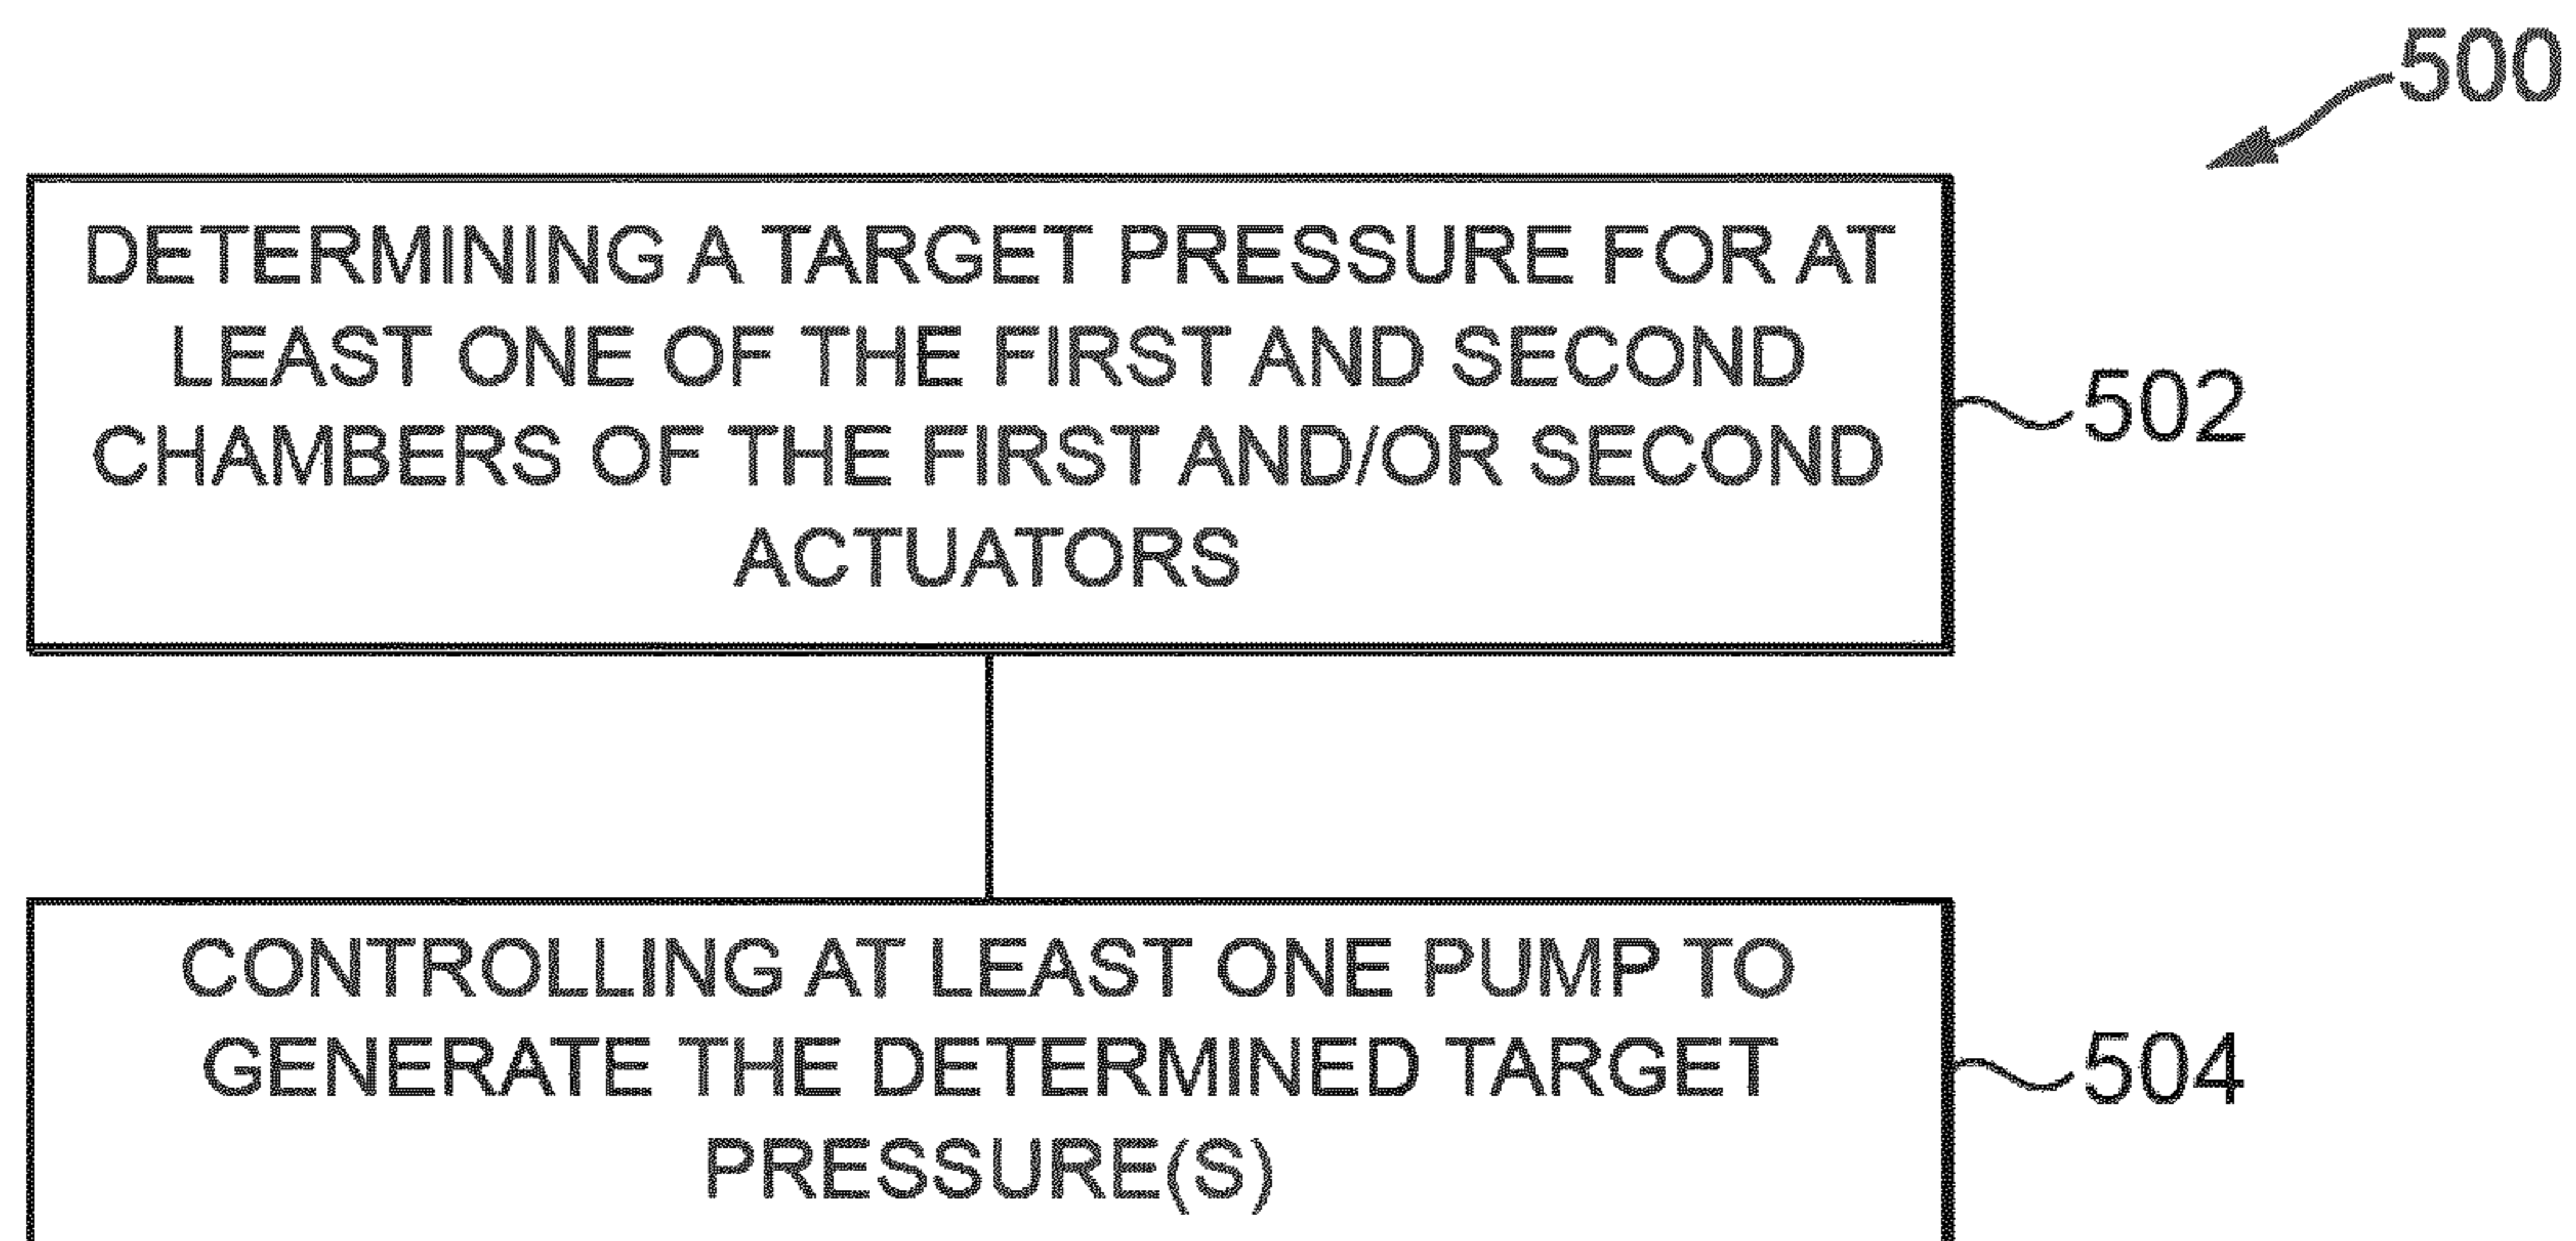 500
DETERMINING A TARGET PRESSURE FOR AT
LEAST ONE OF THE FIRST AND SECOND
CHAMBERS OF THE FIRST AND/OR SECOND
ACTUATORS
502
CONTROLLING AT LEAST ONE PUMP TO
GENERATE THE DETERMINED TARGET
PRESSURE(S)
504